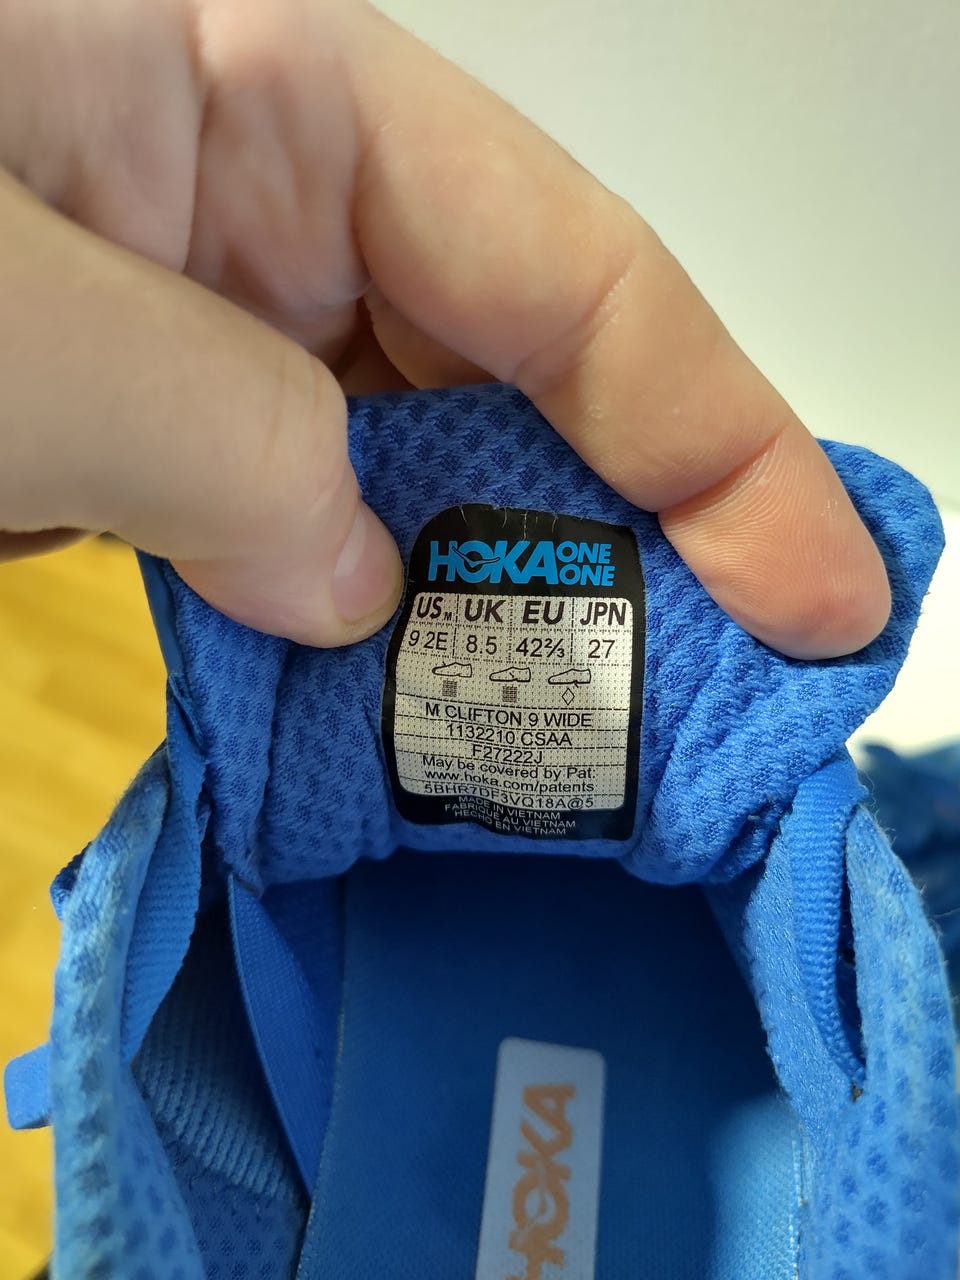 HOKA ONE ONE
US M UK EU JPN
9 2E 8.5 42⅔ 27
M CLIFTON 9 WIDE
1132210 CSAA
F27222J
May be covered by Pat:
www.hoka.com/patents
5BHR7DF3VQ18A@5
MADE IN VIETNAM
FABRIQUÉ AU VIETNAM
HECHO EN VIETNAM
HOKA